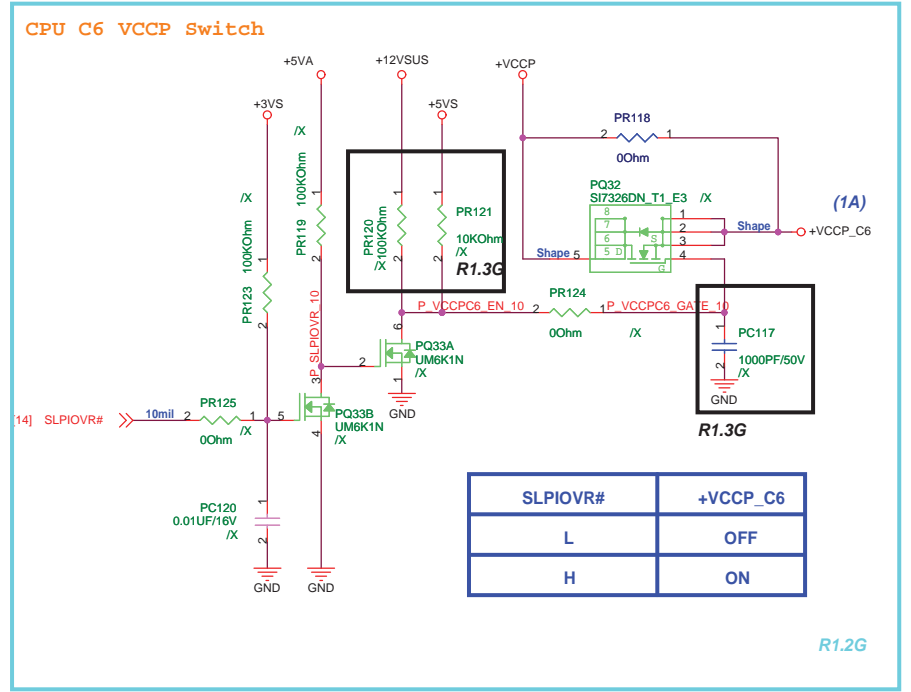 CPU C6 VCCP Switch
+5VA
+12VSUS
+VCCP
+3VS
+5VS
PR118
2
1
0Ohm
/X
PQ32
SI7326DN_T1_E3 /X
8
7
6
5 D
1
2
3
4
S
G
Shape 5
Shape
(1A)
+VCCP_C6
/X
100KOhm
1
PR119
2
1
PR120
100KOhm
/X
2
1
PR121
10KOhm
/X
2
R1.3G
/X
100KOhm
1
PR123
2
P_SLPIOVR_10
P_VCCPC6_EN_10
PR124
2
1
0Ohm
/X
P_VCCPC6_GATE_10
1
PC117
1000PF/50V
/X
2
GND
R1.3G
6
PQ33A
UM6K1N
/X
2
1
GND
3
PQ33B
UM6K1N
/X
5
4
[14] SLPIOVR#
10mil
PR125
2
1
0Ohm
/X
1
PC120
0.01UF/16V
/X
2
GND
GND
SLPIOVR# +VCCP_C6
L OFF
H ON
R1.2G